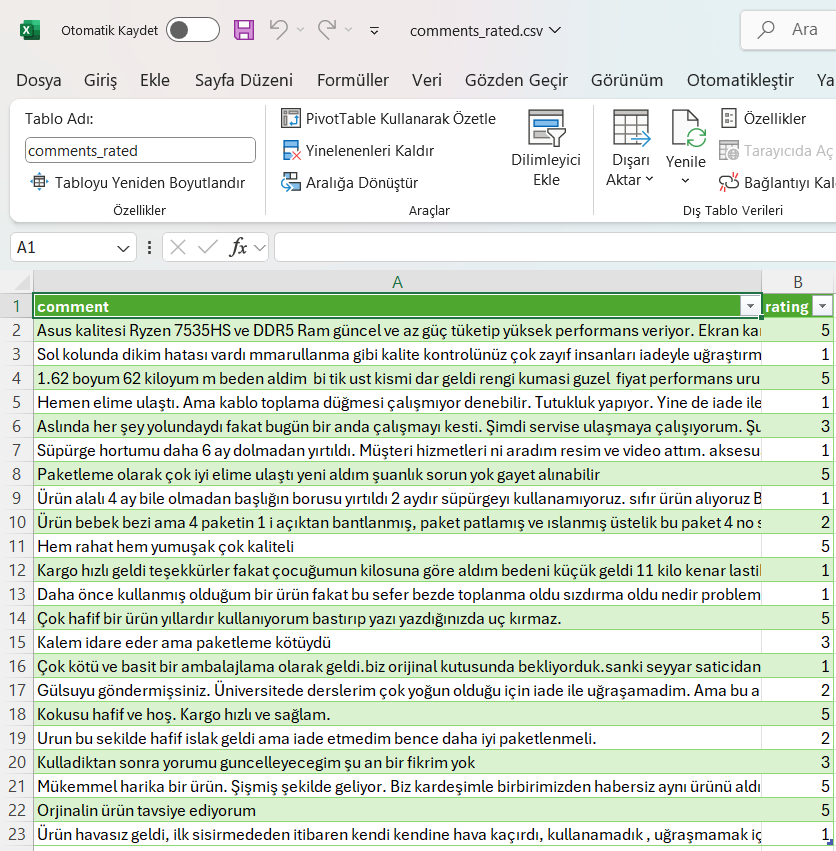 Otomatik Kaydet comments_rated.csv Ara
Dosya Giriş Ekle Sayfa Düzeni Formüller Veri Gözden Geçir Görünüm Otomatikleştir Ya
Tablo Adı:
comments_rated
Tabloyu Yeniden Boyutlandır
Özellikler
PivotTable Kullanarak Özetle
Yinelenenleri Kaldır
Aralığa Dönüştür
Dilimleyici
Ekle
Araçlar
Dışarı
Aktar
Yenile
Özellikler
Tarayıcıda Aç
Bağlantıyı Kal
Dış Tablo Verileri
A1 fx
A B
1 comment rating
2 Asus kalitesi Ryzen 7535HS ve DDR5 Ram güncel ve az güç tüketip yüksek performans veriyor. Ekran kar 5
3 Sol kolunda dikim hatası vardı mmarullanma gibi kalite kontrolünüz çok zayıf insanları iadeyle uğraştırm 1
4 1.62 boyum 62 kiloyum m beden aldim bi tik ust kismi dar geldi rengi kumasi guzel fiyat performans uru 5
5 Hemen elime ulaştı. Ama kablo toplama düğmesi çalışmıyor denebilir. Tutukluk yapıyor. Yine de iade ile 1
6 Aslında her şey yolundaydı fakat bugün bir anda çalışmayı kesti. Şimdi servise ulaşmaya çalışıyorum. Şu 3
7 Süpürge hortumu daha 6 ay dolmadan yırtıldı. Müşteri hizmetleri ni aradım resim ve video attım. aksesu 1
8 Paketleme olarak çok iyi elime ulaştı yeni aldım şuanlık sorun yok gayet alınabilir 5
9 Ürün alalı 4 ay bile olmadan başlığın borusu yırtıldı 2 aydır süpürgeyı kullanamıyoruz. sıfır ürün alıyoruz B 1
10 Ürün bebek bezi ama 4 paketin 1 i açıktan bantlanmış, paket patlamış ve ıslanmış üstelik bu paket 4 no s 2
11 Hem rahat hem yumuşak çok kaliteli 5
12 Kargo hızlı geldi teşekkürler fakat çocuğumun kilosuna göre aldım bedeni küçük geldi 11 kilo kenar lasti 1
13 Daha önce kullanmış olduğum bir ürün fakat bu sefer bezde toplanma oldu sızdırma oldu nedir problem 1
14 Çok hafif bir ürün yıllardır kullanıyorum bastırıp yazı yazdığınızda uç kırmaz. 5
15 Kalem idare eder ama paketleme kötüydü 3
16 Çok kötü ve basit bir ambalajlama olarak geldi.biz orijinal kutusunda bekliyorduk.sanki seyyar saticidan 1
17 Gülsuyu göndermişsiniz. Üniversitede derslerim çok yoğun olduğu için iade ile uğraşamadim. Ama bu a 2
18 Kokusu hafif ve hoş. Kargo hızlı ve sağlam. 5
19 Urun bu sekilde hafif islak geldi ama iade etmedim bence daha iyi paketlenmeli. 2
20 Kulladiktan sonra yorumu guncelleyecegim şu an bir fikrim yok 3
21 Mükemmel harika bir ürün. Şişmiş şekilde geliyor. Biz kardeşimle birbirimizden habersiz aynı ürünü aldı 5
22 Orjinalin ürün tavsiye ediyorum 5
23 Ürün havasız geldi, ilk sisirmededen itibaren kendi kendine hava kaçırdı, kullanamadık , uğraşmamak iç 1